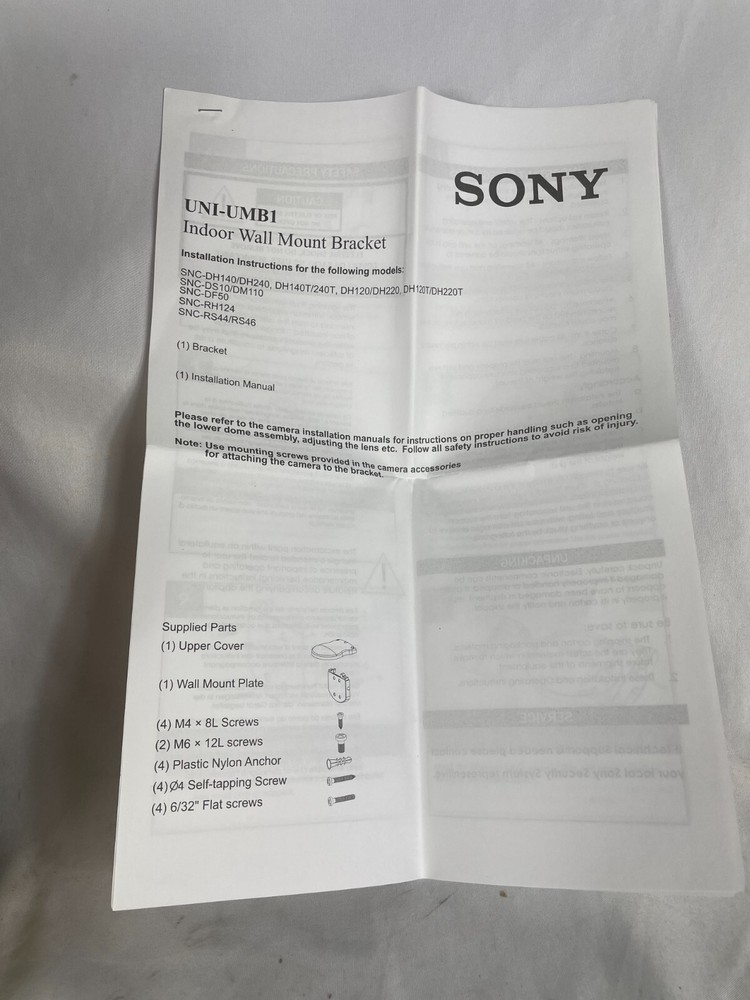 SONY
UNI-UMB1
Indoor Wall Mount Bracket
Installation Instructions for the following models:
SNC-DH140/DH240, DH140T/240T, DH120/DH220, DH120T/DH220T
SNC-DS10/DM110
SNC-DF50
SNC-RH124
SNC-RS44/RS46
(1) Bracket
(1) Installation Manual
Please refer to the camera installation manuals for instructions on proper handling such as opening
the lower dome assembly, adjusting the lens etc. Follow all safety instructions to avoid risk of injury.
Note: Use mounting screws provided in the camera accessories
for attaching the camera to the bracket.
Supplied Parts
(1) Upper Cover
(1) Wall Mount Plate
(4) M4 × 8L Screws
(2) M6 × 12L screws
(4) Plastic Nylon Anchor
(4)Ø4 Self-tapping Screw
(4) 6/32" Flat screws